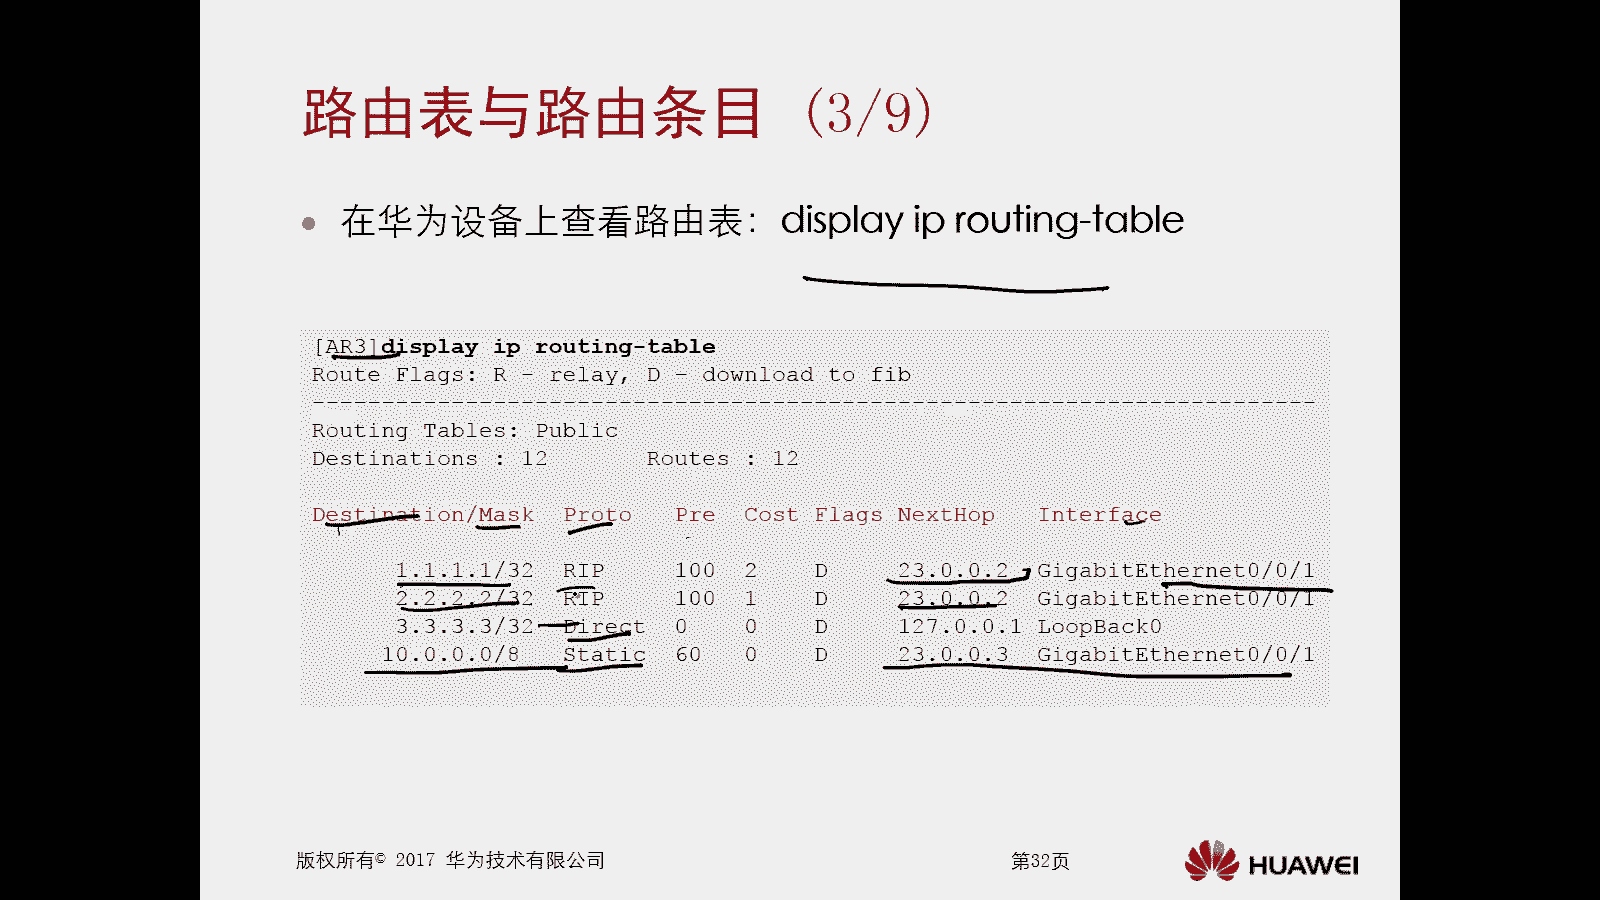 路由表与路由条目 (3/9)
在华为设备上查看路由表：display ip routing-table
[AR3]display ip routing-table
Route Flags: R - relay, D - download to fib
------------------------------------------------------------------------
Routing Tables: Public
Destinations : 12       Routes : 12
Destination/Mask  Proto   Pre  Cost Flags NextHop   Interface
1.1.1.1/32  RIP     100  2    D     23.0.0.2  GigabitEthernet0/0/1
2.2.2.2/32  RIP     100  1    D     23.0.0.2  GigabitEthernet0/0/1
3.3.3.3/32  Direct  0    0    D     127.0.0.1 LoopBack0
10.0.0.0/8   Static  60   0    D     23.0.0.3  GigabitEthernet0/0/1
版权所有© 2017 华为技术有限公司
第32页
HUAWEI